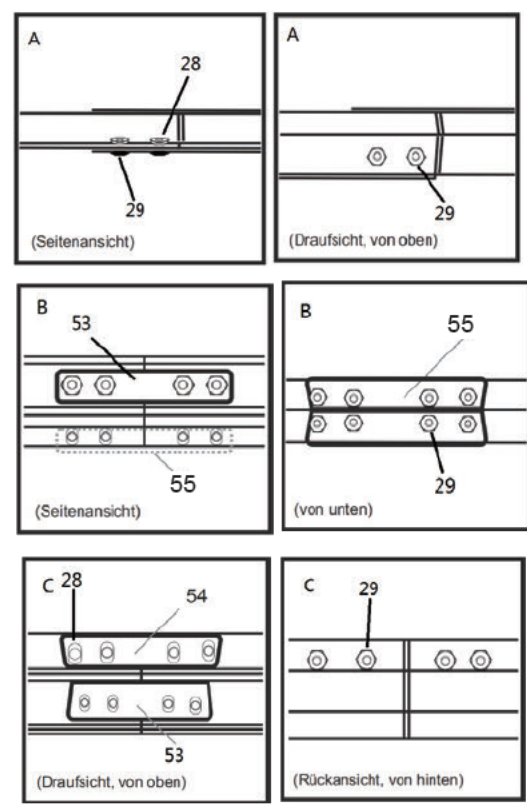 A
28
29
(Seitenansicht)
A
29
(Draufsicht, von oben)
B
53
55
(Seitenansicht)
B
55
29
(von unten)
C
28
54
53
(Draufsicht, von oben)
C
29
(Rückansicht, von hinten)